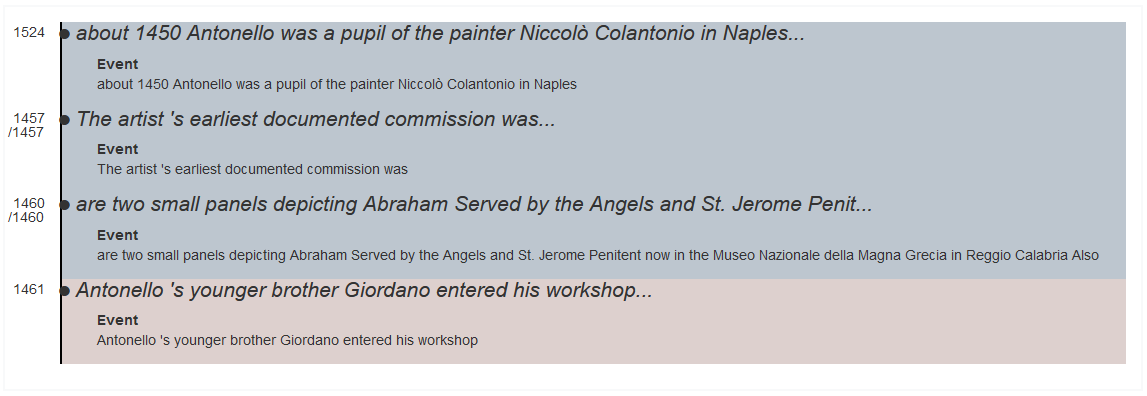 1524
about 1450 Antonello was a pupil of the painter Niccolò Colantonio in Naples...
Event
about 1450 Antonello was a pupil of the painter Niccolò Colantonio in Naples
1457
/1457
The artist 's earliest documented commission was...
Event
The artist 's earliest documented commission was
1460
/1460
are two small panels depicting Abraham Served by the Angels and St. Jerome Penit...
Event
are two small panels depicting Abraham Served by the Angels and St. Jerome Penitent now in the Museo Nazionale della Magna Grecia in Reggio Calabria Also
1461
Antonello 's younger brother Giordano entered his workshop...
Event
Antonello 's younger brother Giordano entered his workshop